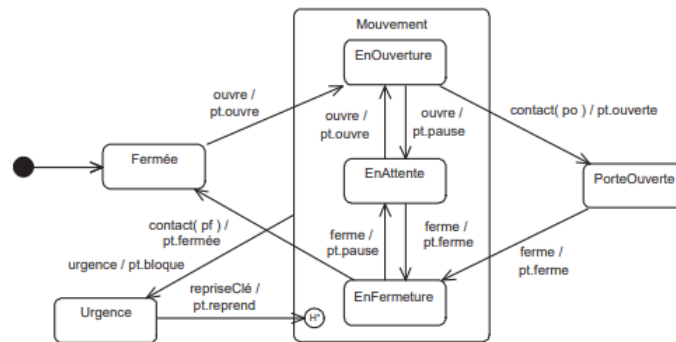 Mouvement
EnOuverture
ouvre /
pt.ouvre
ouvre /
pt.ouvre
ouvre /
pt.pause
contact( po ) / pt.ouverte
Fermée
EnAttente
PorteOuverte
contact( pf ) /
pt.fermée
ferme /
pt.pause
ferme /
pt.ferme
ferme /
pt.ferme
urgence / pt.bloque
repriseClé /
pt.reprend
EnFermeture
Urgence
H*